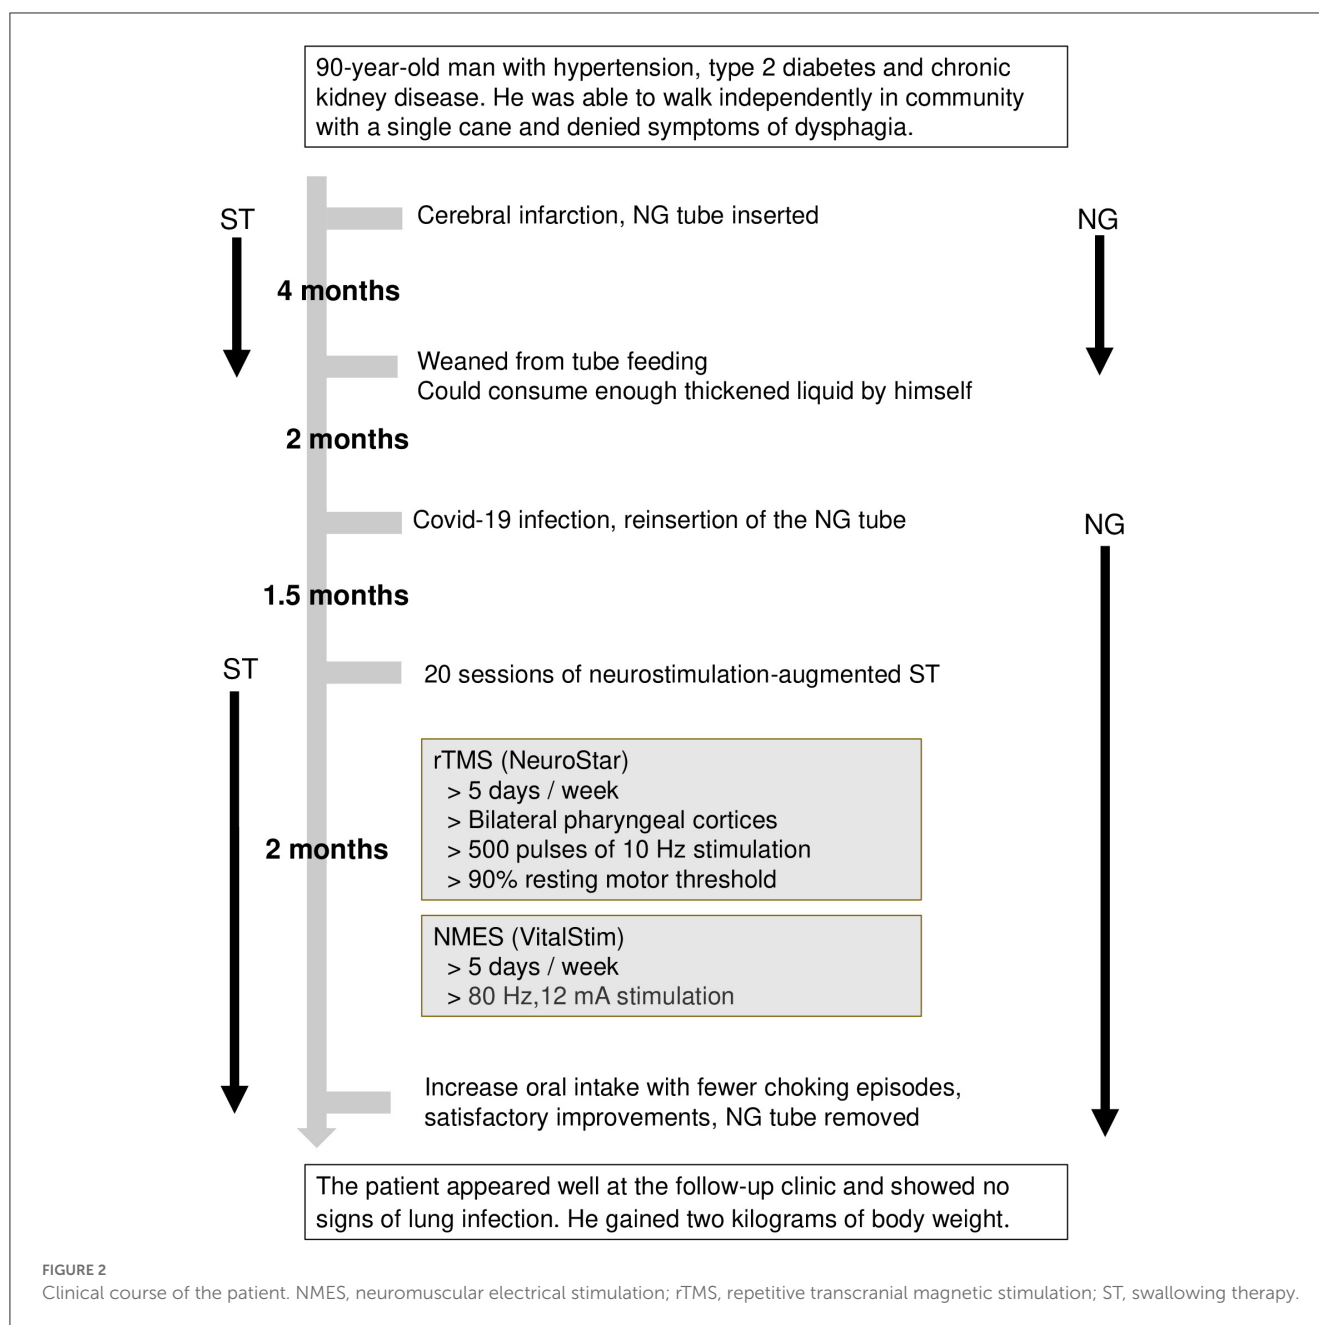 90-year-old man with hypertension, type 2 diabetes and chronic
kidney disease. He was able to walk independently in community
with a single cane and denied symptoms of dysphagia.
ST
Cerebral infarction, NG tube inserted
NG
4 months
Weaned from tube feeding
Could consume enough thickened liquid by himself
2 months
Covid-19 infection, reinsertion of the NG tube
NG
1.5 months
ST
20 sessions of neurostimulation-augmented ST
rTMS (NeuroStar)
> 5 days / week
> Bilateral pharyngeal cortices
> 500 pulses of 10 Hz stimulation
> 90% resting motor threshold
2 months
NMES (VitalStim)
> 5 days / week
> 80 Hz,12 mA stimulation
Increase oral intake with fewer choking episodes,
satisfactory improvements, NG tube removed
The patient appeared well at the follow-up clinic and showed no
signs of lung infection. He gained two kilograms of body weight.
FIGURE 2
Clinical course of the patient. NMES, neuromuscular electrical stimulation; rTMS, repetitive transcranial magnetic stimulation; ST, swallowing therapy.